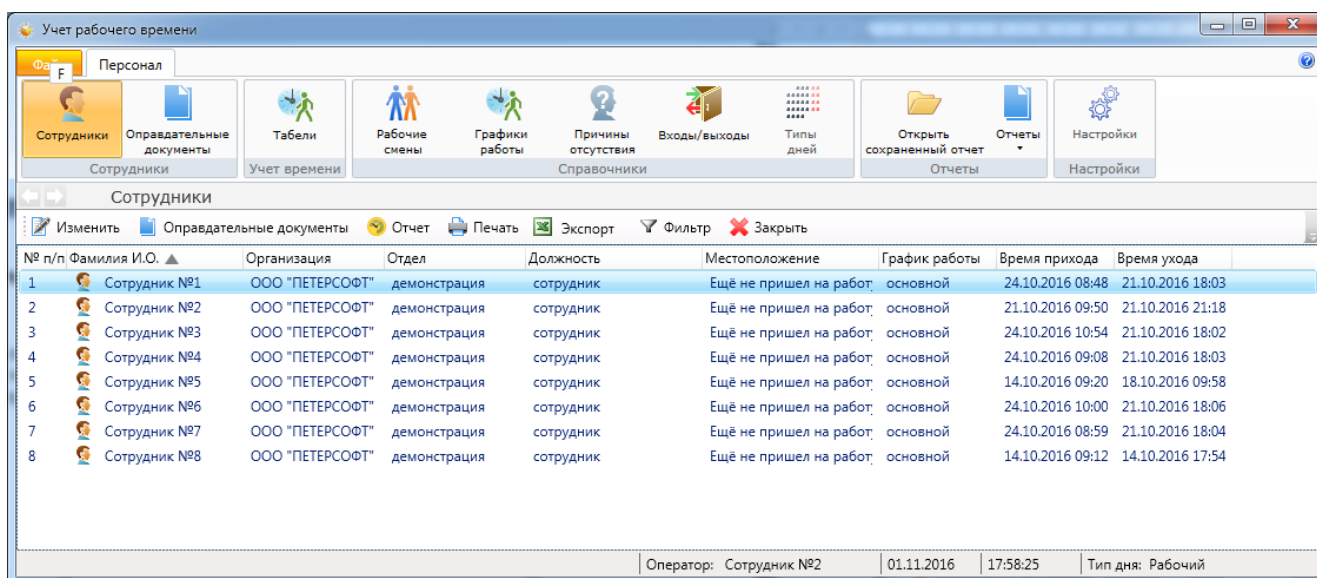 Учет рабочего времени
F
Персонал
Сотрудники Оправдательные документы Табели Рабочие смены Графики работы Причины отсутствия Входы/выходы Типы дней Открыть сохраненный отчет Отчеты Настройки
Сотрудники Учет времени Справочники Отчеты Настройки
Сотрудники
Изменить Оправдательные документы Отчет Печать Экспорт Фильтр Закрыть
№ п/п Фамилия И.О. Организация Отдел Должность Местоположение График работы Время прихода Время ухода
1 Сотрудник №1 ООО "ПЕТЕРСОФТ" демонстрация сотрудник Ещё не пришел на работ основной 24.10.2016 08:48 21.10.2016 18:03
2 Сотрудник №2 ООО "ПЕТЕРСОФТ" демонстрация сотрудник Ещё не пришел на работ основной 21.10.2016 09:50 21.10.2016 21:18
3 Сотрудник №3 ООО "ПЕТЕРСОФТ" демонстрация сотрудник Ещё не пришел на работ основной 24.10.2016 10:54 21.10.2016 18:02
4 Сотрудник №4 ООО "ПЕТЕРСОФТ" демонстрация сотрудник Ещё не пришел на работ основной 24.10.2016 09:08 21.10.2016 18:03
5 Сотрудник №5 ООО "ПЕТЕРСОФТ" демонстрация сотрудник Ещё не пришел на работ основной 14.10.2016 09:20 18.10.2016 09:58
6 Сотрудник №6 ООО "ПЕТЕРСОФТ" демонстрация сотрудник Ещё не пришел на работ основной 24.10.2016 10:00 21.10.2016 18:06
7 Сотрудник №7 ООО "ПЕТЕРСОФТ" демонстрация сотрудник Ещё не пришел на работ основной 24.10.2016 08:59 21.10.2016 18:04
8 Сотрудник №8 ООО "ПЕТЕРСОФТ" демонстрация сотрудник Ещё не пришел на работ основной 14.10.2016 09:12 14.10.2016 17:54
Оператор: Сотрудник №2 01.11.2016 17:58:25 Тип дня: Рабочий